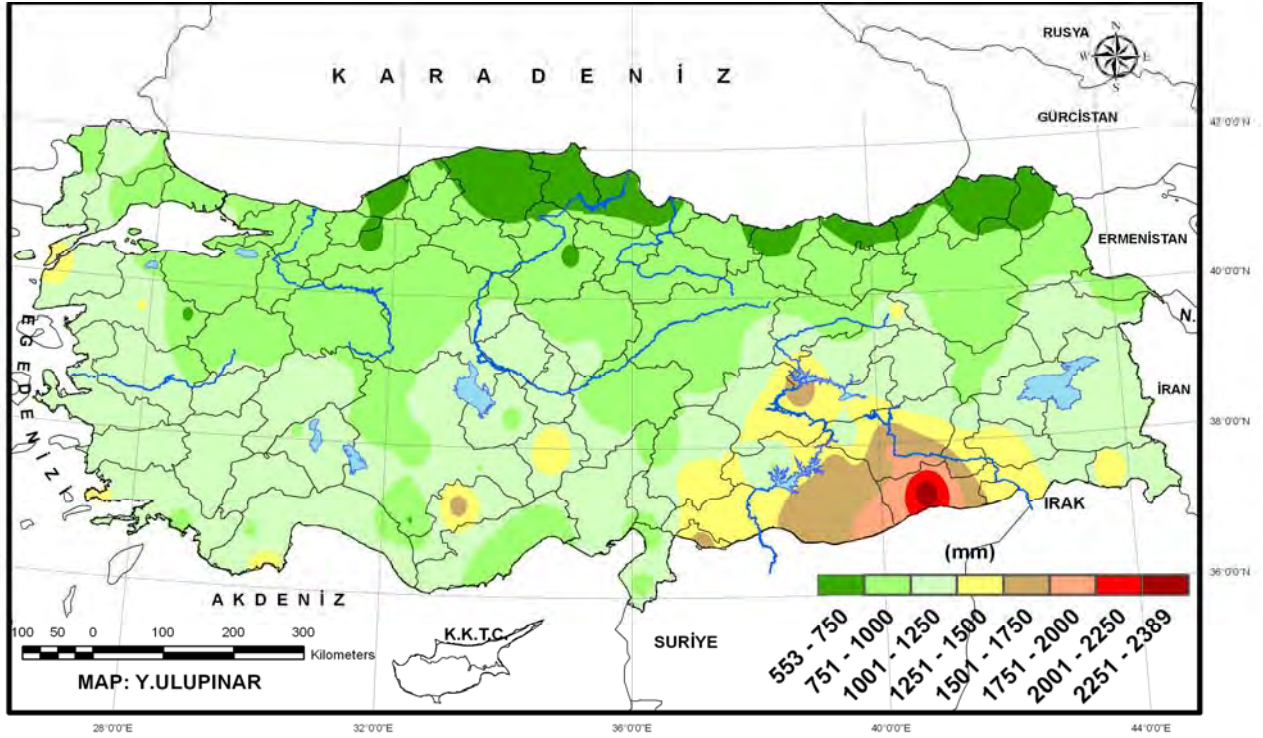 RUSYA
N
W
E
S
KARADENİZ
GÜRCİSTAN
42°0'0"N
ERMENİSTAN
40°0'0"N
N.
EGE DENİZİ
İRAN
38°0'0"N
IRAK
(mm)
36°0'0"N
AKDENİZ
553 - 750
751 - 1000
1001 - 1250
1251 - 1500
1501 - 1750
1751 - 2000
2001 - 2250
2251 - 2389
100 50 0 100 200 300
Kilometers
K.K.T.C.
SURİYE
MAP: Y.ULUPINAR
28°0'0"E 32°0'0"E 36°0'0"E 40°0'0"E 44°0'0"E